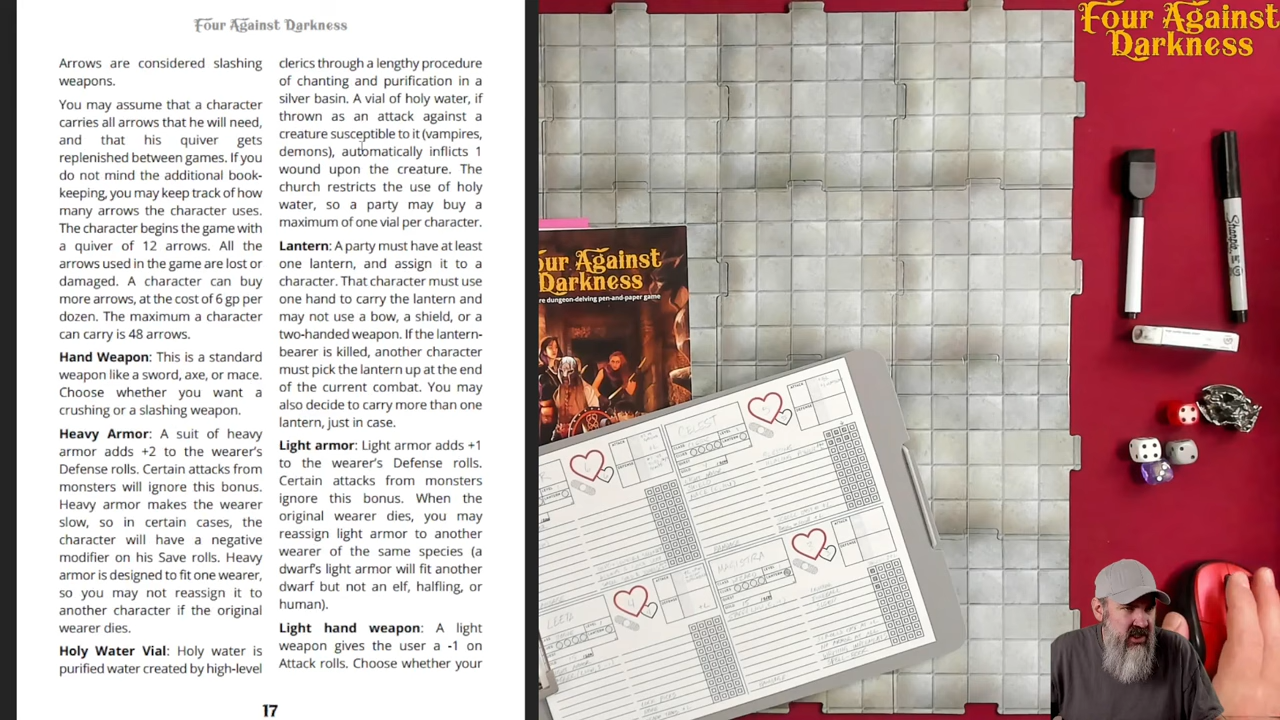 Four Against Darkness
Arrows are considered slashing
weapons.
You may assume that a character
carries all arrows that he will need,
and that his quiver gets
replenished between games. If you
do not mind the additional book-
keeping, you may keep track of how
many arrows the character uses.
The character begins the game with
a quiver of 12 arrows. All the
arrows used in the game are lost or
damaged. A character can buy
more arrows, at the cost of 6 gp per
dozen. The maximum a character
can carry is 48 arrows.
Hand Weapon: This is a standard
weapon like a sword, axe, or mace.
Choose whether you want a
crushing or a slashing weapon.
Heavy Armor: A suit of heavy
armor adds +2 to the wearer's
Defense rolls. Certain attacks from
monsters will ignore this bonus.
Heavy armor makes the wearer
slow, so in certain cases, the
character will have a negative
modifier on his Save rolls. Heavy
armor is designed to fit one wearer,
so you may not reassign it to
another character if the original
wearer dies.
Holy Water Vial: Holy water is
purified water created by high-level
clerics through a lengthy procedure
of chanting and purification in a
silver basin. A vial of holy water, if
thrown as an attack against a
creature susceptible to it (vampires,
demons), automatically inflicts 1
wound upon the creature. The
church restricts the use of holy
water, so a party may buy a
maximum of one vial per character.
Lantern: A party must have at least
one lantern, and assign it to a
character. That character must use
one hand to carry the lantern and
may not use a bow, a shield, or a
two-handed weapon. If the lantern-
bearer is killed, another character
must pick the lantern up at the end
of the current combat. You may
also decide to carry more than one
lantern, just in case.
Light armor: Light armor adds +1
to the wearer's Defense rolls.
Certain attacks from monsters
ignore this bonus. When the
original wearer dies, you may
reassign light armor to another
wearer of the same species (a
dwarf's light armor will fit another
dwarf but not an elf, halfling, or
human).
Light hand weapon: A light
weapon gives the user a -1 on
Attack rolls. Choose whether your
17
Four Against
Darkness
our Against
Darkness
re dungeon-delving pen-and-paper game
Sharpie
ATTACK
DEFENSE
LEVEL
CLASS
ATTACK
DEFENSE
ATTACK
DEFENSE
LEVEL